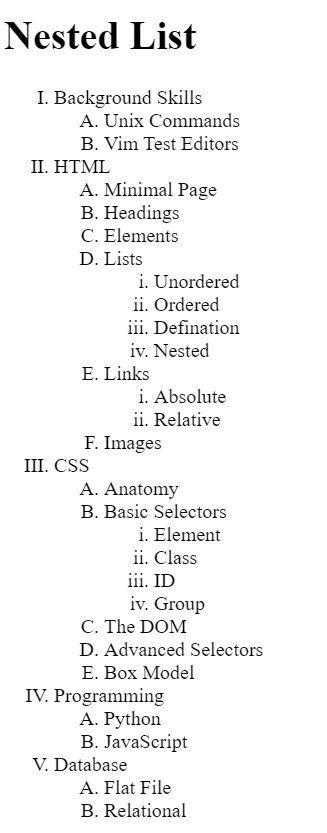 Nested List
I. Background Skills
A. Unix Commands
B. Vim Test Editors
II. HTML
A. Minimal Page
B. Headings
C. Elements
D. Lists
i. Unordered
ii. Ordered
iii. Defination
iv. Nested
E. Links
i. Absolute
ii. Relative
F. Images
III. CSS
A. Anatomy
B. Basic Selectors
i. Element
ii. Class
iii. ID
iv. Group
C. The DOM
D. Advanced Selectors
E. Box Model
IV. Programming
A. Python
B. JavaScript
V. Database
A. Flat File
B. Relational